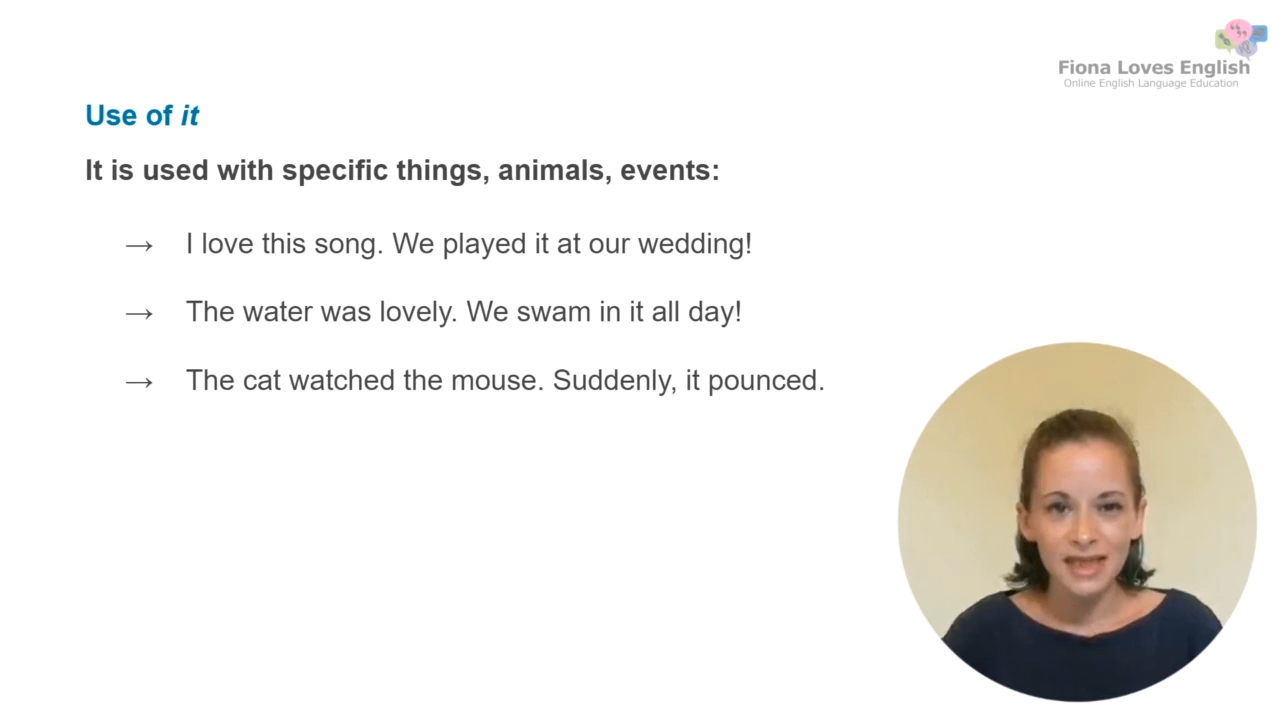 Fiona Loves English
Online English Language Education
Use of it
It is used with specific things, animals, events:
→ I love this song. We played it at our wedding!
→ The water was lovely. We swam in it all day!
→ The cat watched the mouse. Suddenly, it pounced.